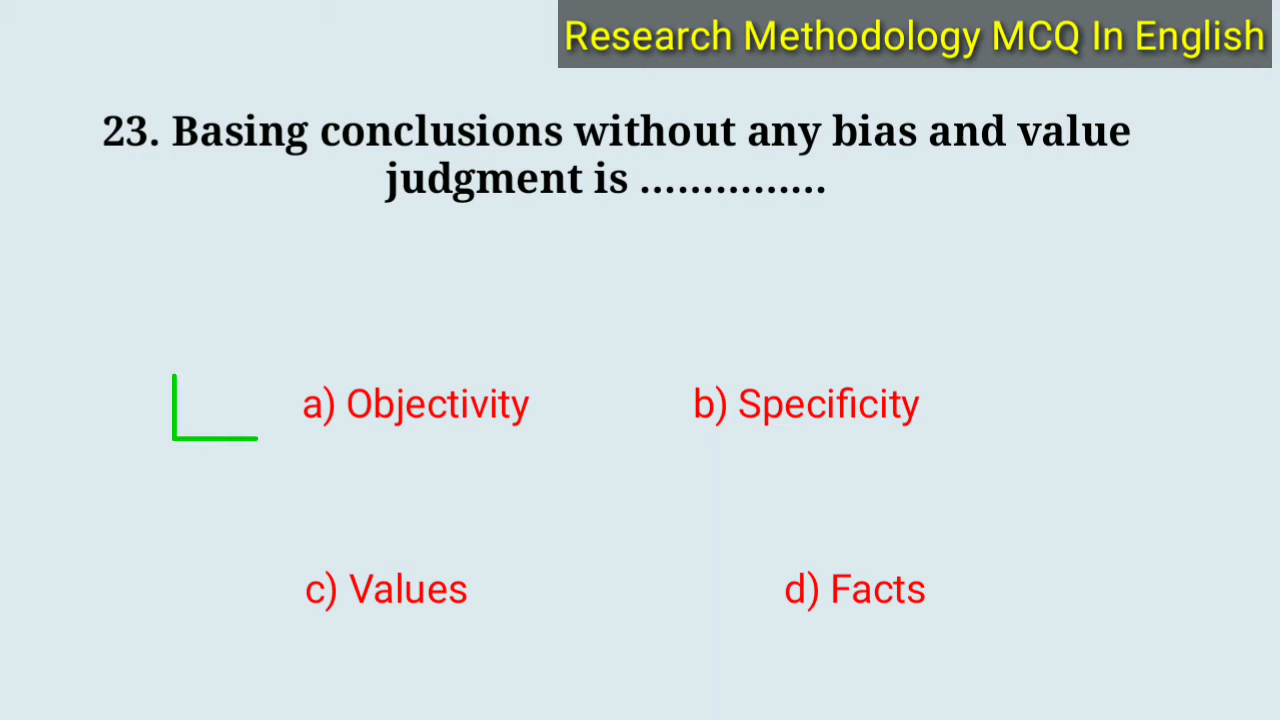 Research Methodology MCQ In English
23. Basing conclusions without any bias and value
judgment is ...............
a) Objectivity
b) Specificity
c) Values
d) Facts